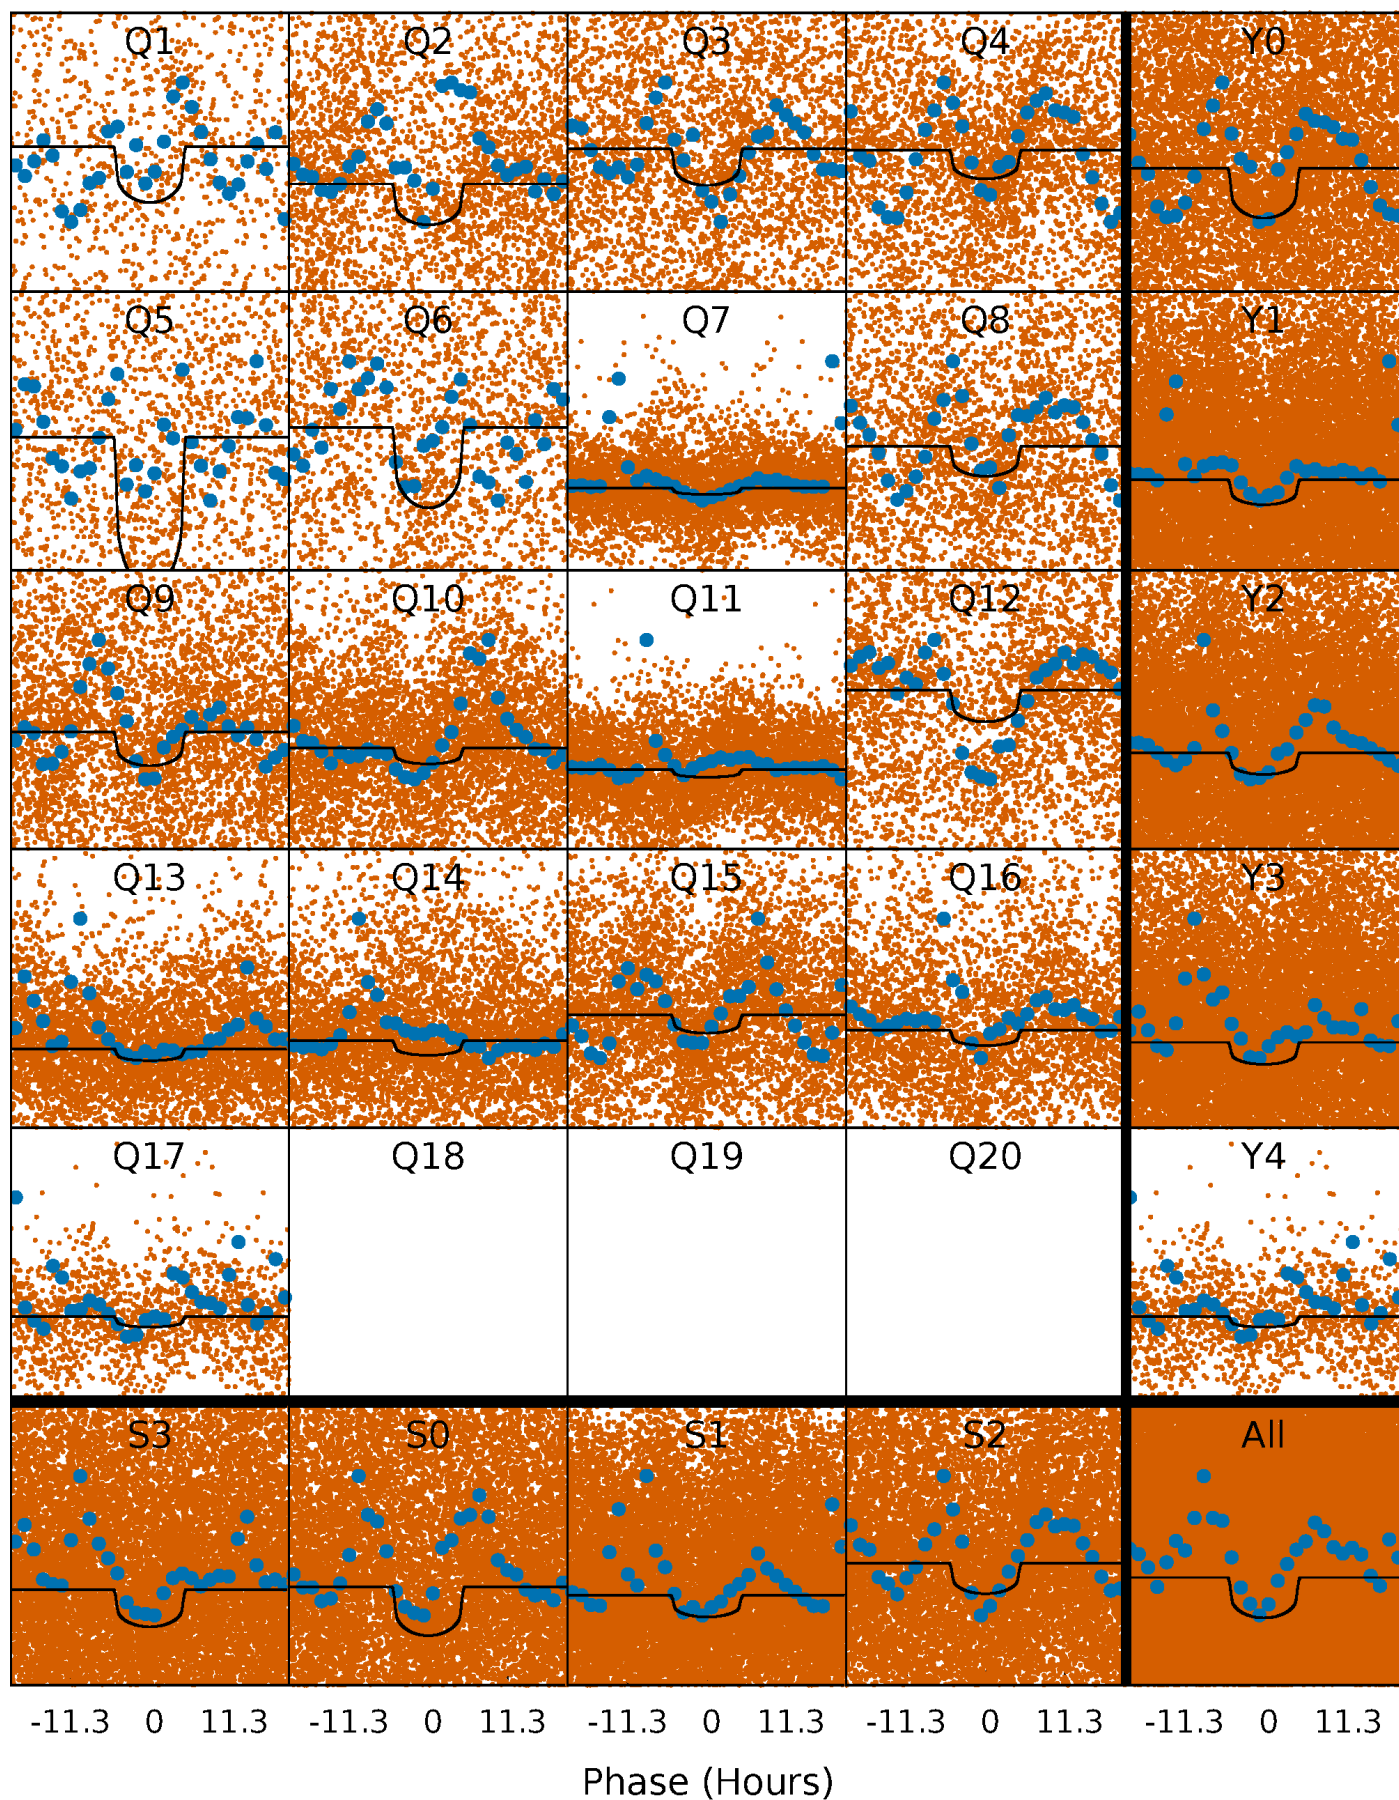 Q1 Q2 Q3 Q4 Y0
Q5 Q6 Q7 Q8 Y1
Q9 Q10 Q11 Q12 Y2
Q13 Q14 Q15 Q16 Y3
Q17 Q18 Q19 Q20 Y4
S3 S0 S1 S2 All
-11.3 0 11.3 -11.3 0 11.3 -11.3 0 11.3 -11.3 0 11.3 -11.3 0 11.3
Phase (Hours)